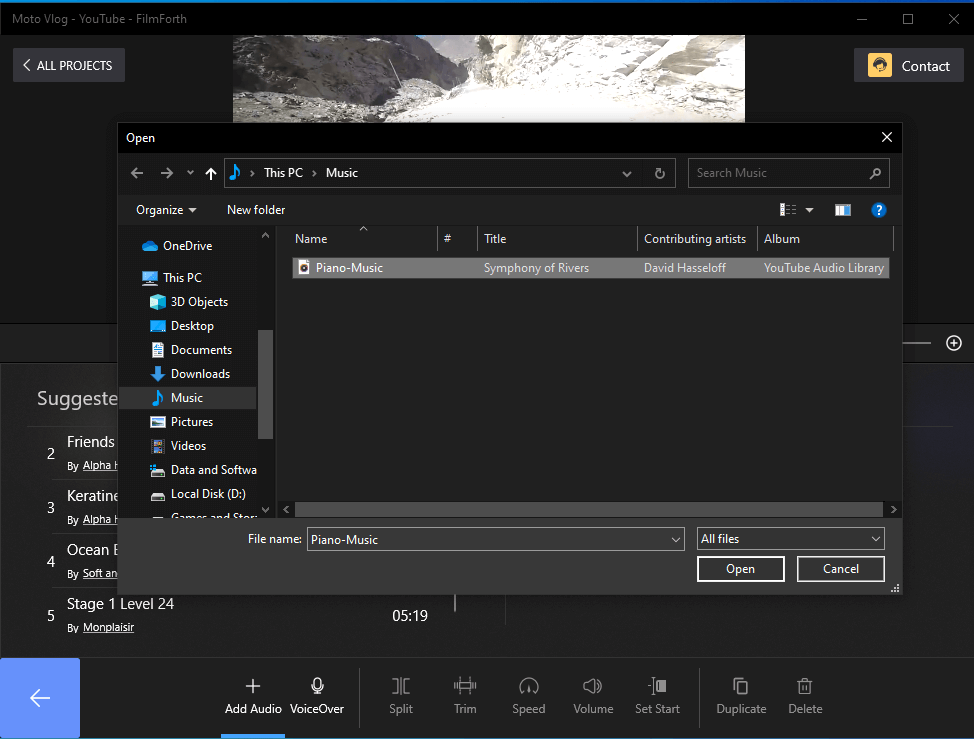 Moto Vlog - YouTube - FilmForth
ALL PROJECTS
Contact
Open
This PC > Music
Search Music
Organize
New folder
Name # Title Contributing artists Album
Piano-Music Symphony of Rivers David Hasseloff YouTube Audio Library
OneDrive
This PC
3D Objects
Desktop
Documents
Downloads
Music
Pictures
Videos
Data and Softwa
Local Disk (D:)
Games and Stor
File name: Piano-Music All files
Open Cancel
Suggeste
2 Friends
By Alpha H
3 Keratine
By Alpha H
4 Ocean E
By Soft an
5 Stage 1 Level 24 05:19
By Monplaisir
Add Audio VoiceOver Split Trim Speed Volume Set Start Duplicate Delete